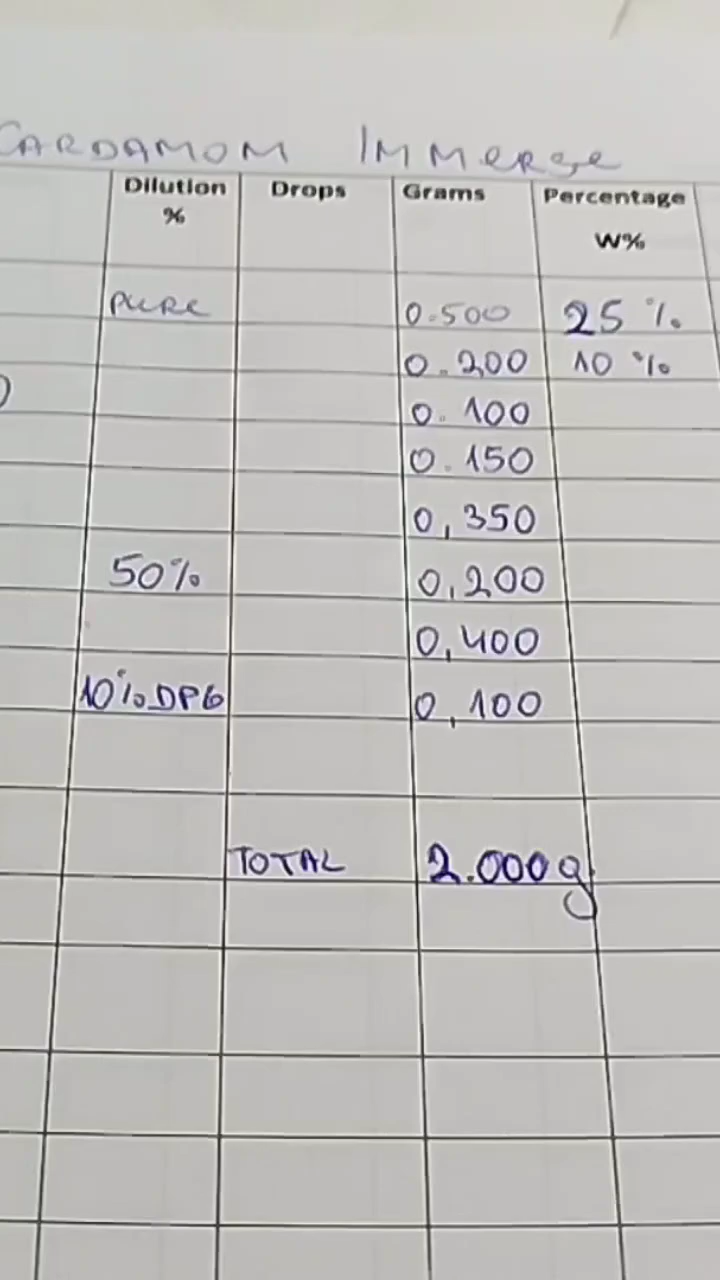 CARDAMOM IMMERGE
Dilution % Drops Grams Percentage W%
PURE 0.500 25 %
0.200 10 %
) 0.100
0.150
0,350
50% 0,200
0,400
10% DPG 0,100
TOTAL 2.000g